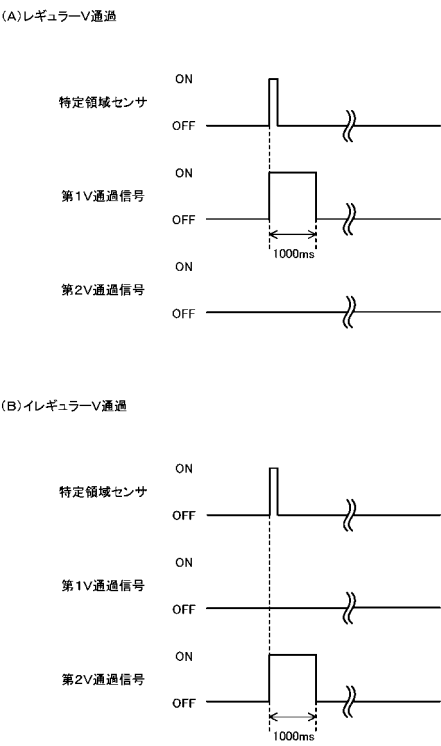 (A)レギュラーV通過
ON
特定領域センサ
OFF
ON
第1V通過信号
OFF
1000ms
ON
第2V通過信号
OFF
(B)イレギュラーV通過
ON
特定領域センサ
OFF
ON
第1V通過信号
OFF
ON
第2V通過信号
OFF
1000ms